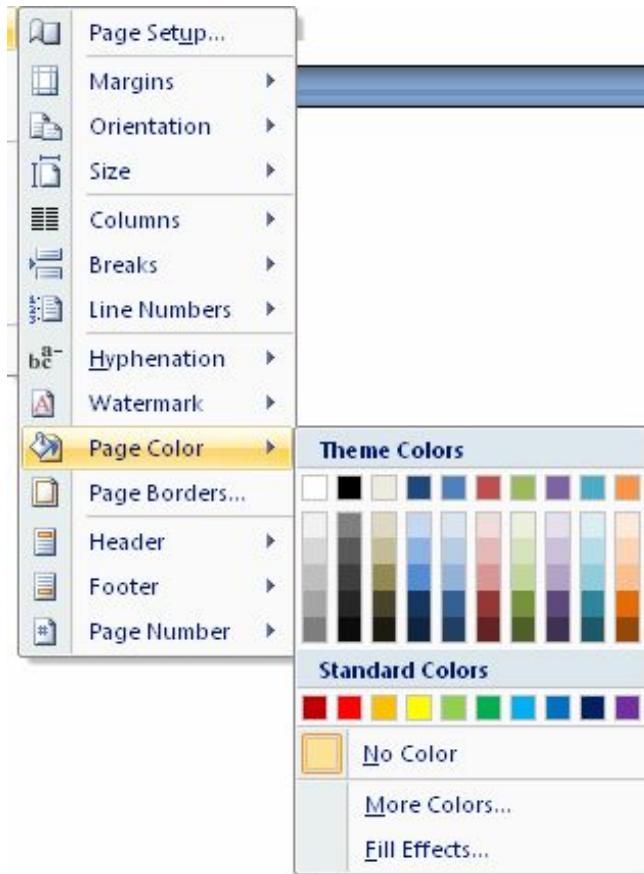 Page Setup...
Margins
Orientation
Size
Columns
Breaks
Line Numbers
Hyphenation
Watermark
Page Color
Page Borders...
Header
Footer
Page Number
Theme Colors
Standard Colors
No Color
More Colors...
Fill Effects...